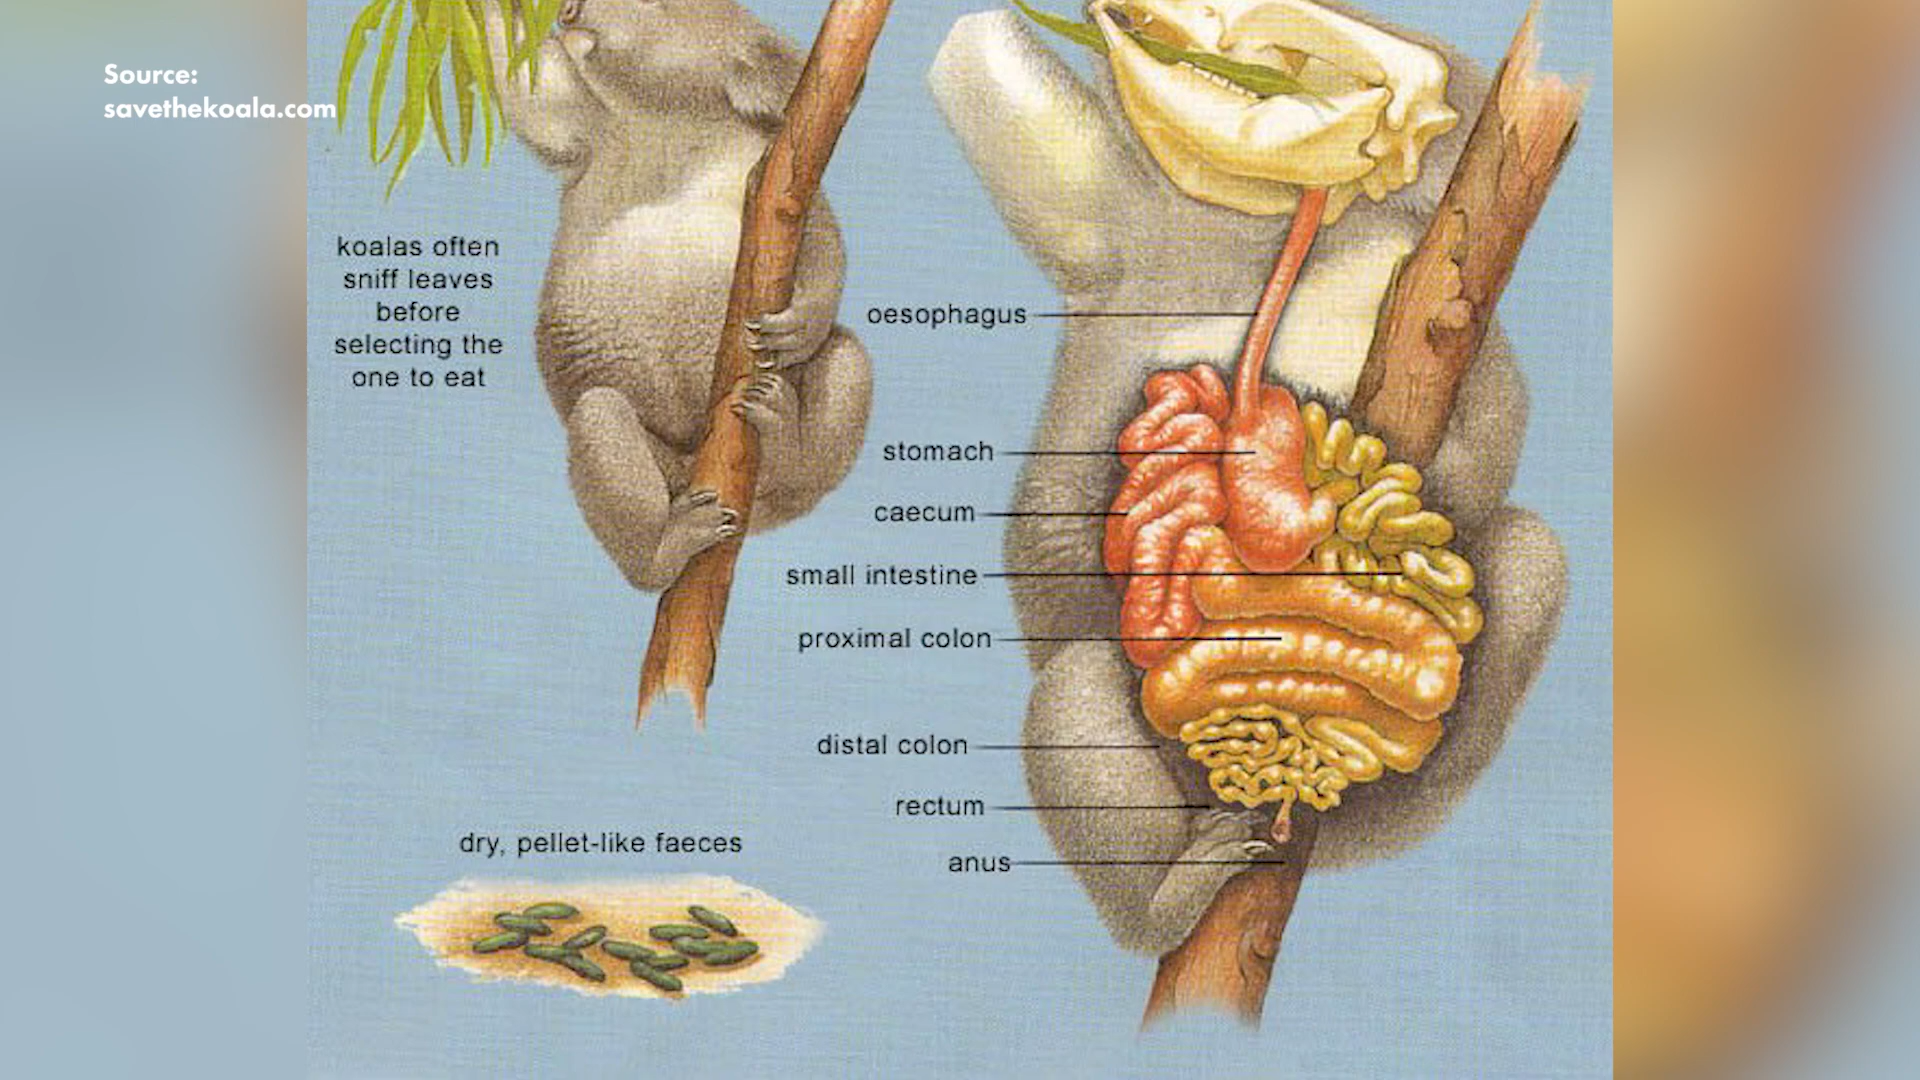 Source:
savethekoala.com
koalas often
sniff leaves
before
selecting the
one to eat
oesophagus
stomach
caecum
small intestine
proximal colon
distal colon
rectum
anus
dry, pellet-like faeces